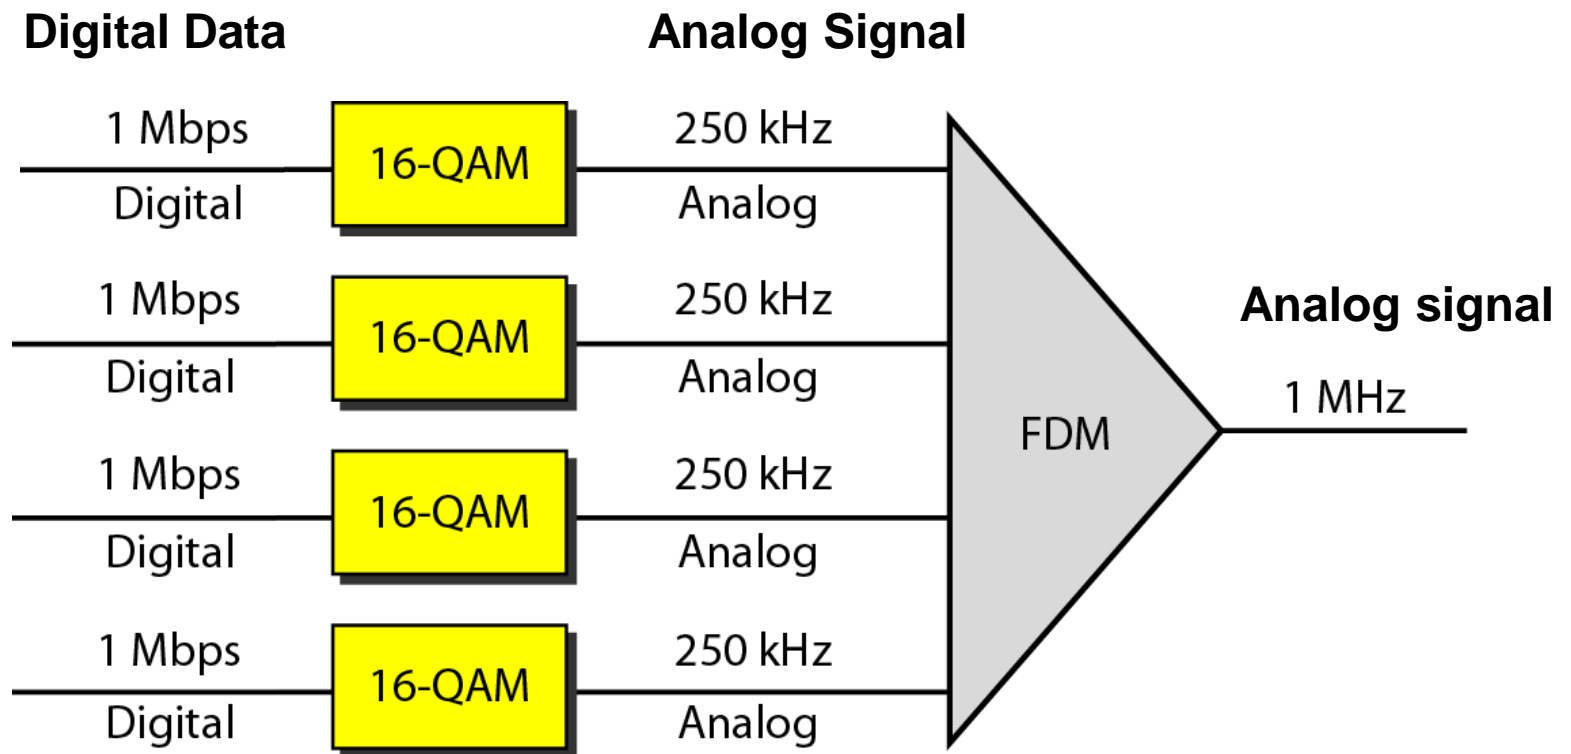 Digital Data
Analog Signal
1 Mbps
16-QAM
250 kHz
Digital
Analog
1 Mbps
16-QAM
250 kHz
Digital
Analog
Analog signal
1 MHz
FDM
1 Mbps
16-QAM
250 kHz
Digital
Analog
1 Mbps
16-QAM
250 kHz
Digital
Analog